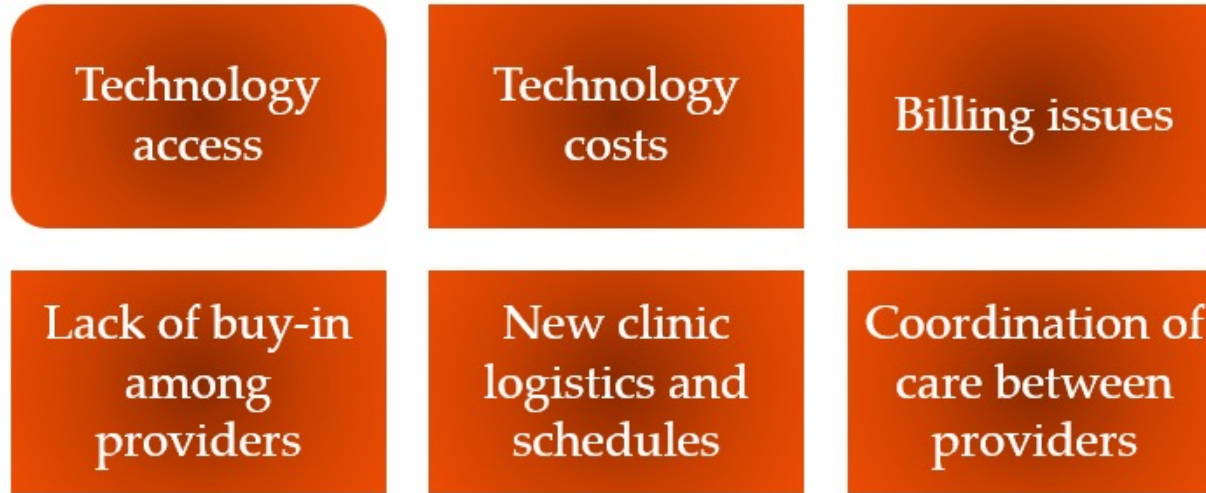 Technology
access
Technology
costs
Billing issues
Lack of buy-in
among
providers
New clinic
logistics and
schedules
Coordination of
care between
providers